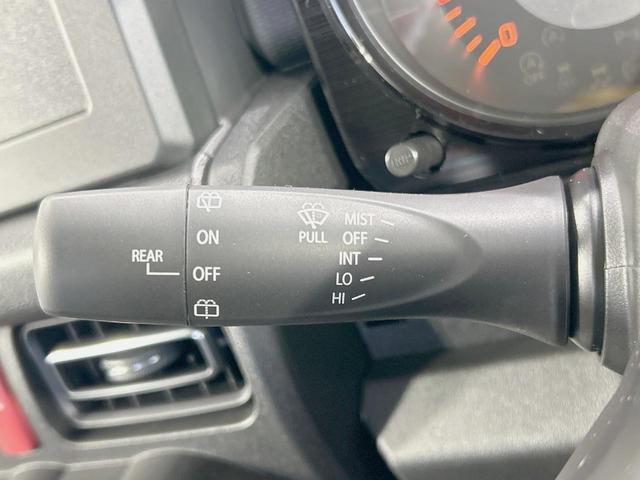 REAR
ON
OFF
PULL
MIST
OFF
INT
LO
HI